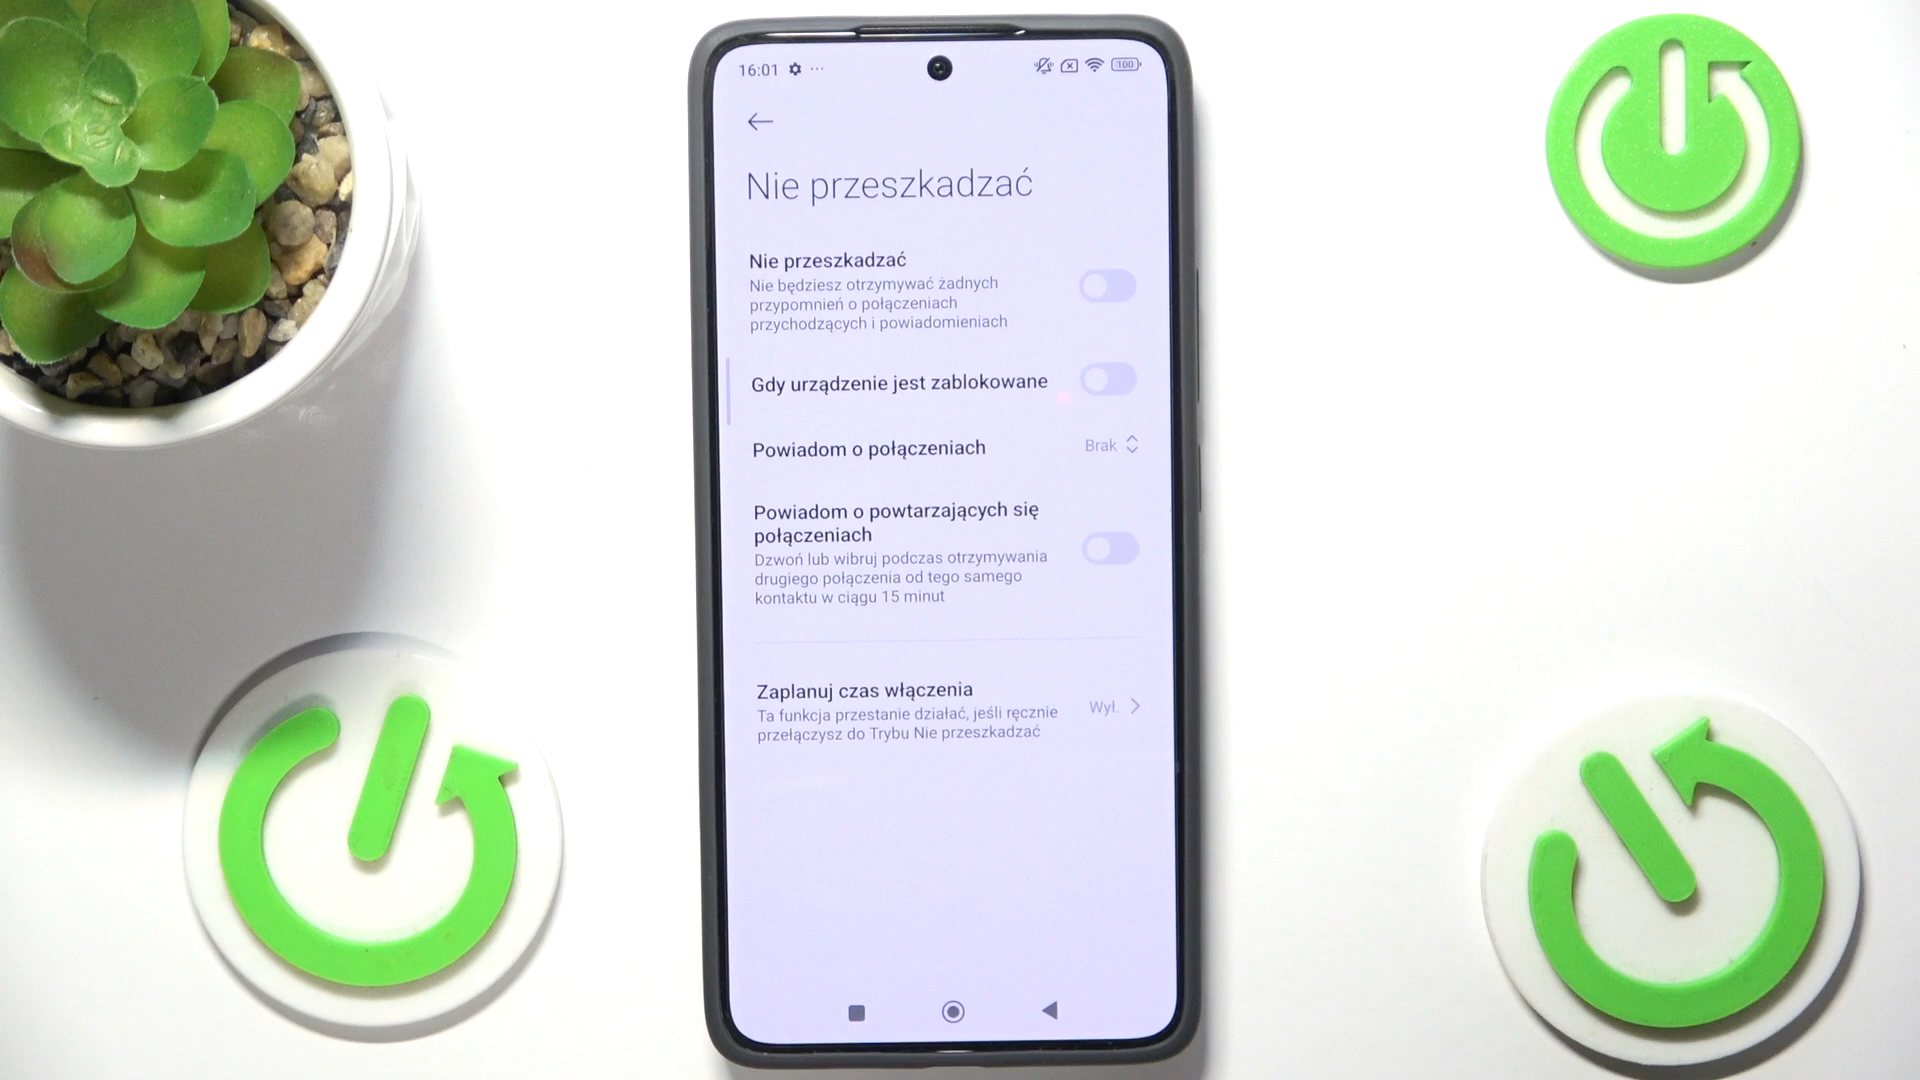 16:01 ...
100
Nie przeszkadzać
Nie przeszkadzać
Nie będziesz otrzymywać żadnych
przypomnień o połączeniach
przychodzących i powiadomieniach
Gdy urządzenie jest zablokowane
Powiadom o połączeniach
Brak
Powiadom o powtarzających się
połączeniach
Dzwoń lub wibruj podczas otrzymywania
drugiego połączenia od tego samego
kontaktu w ciągu 15 minut
Zaplanuj czas włączenia
Ta funkcja przestanie działać, jeśli ręcznie
przełączysz do Trybu Nie przeszkadzać
Wył.